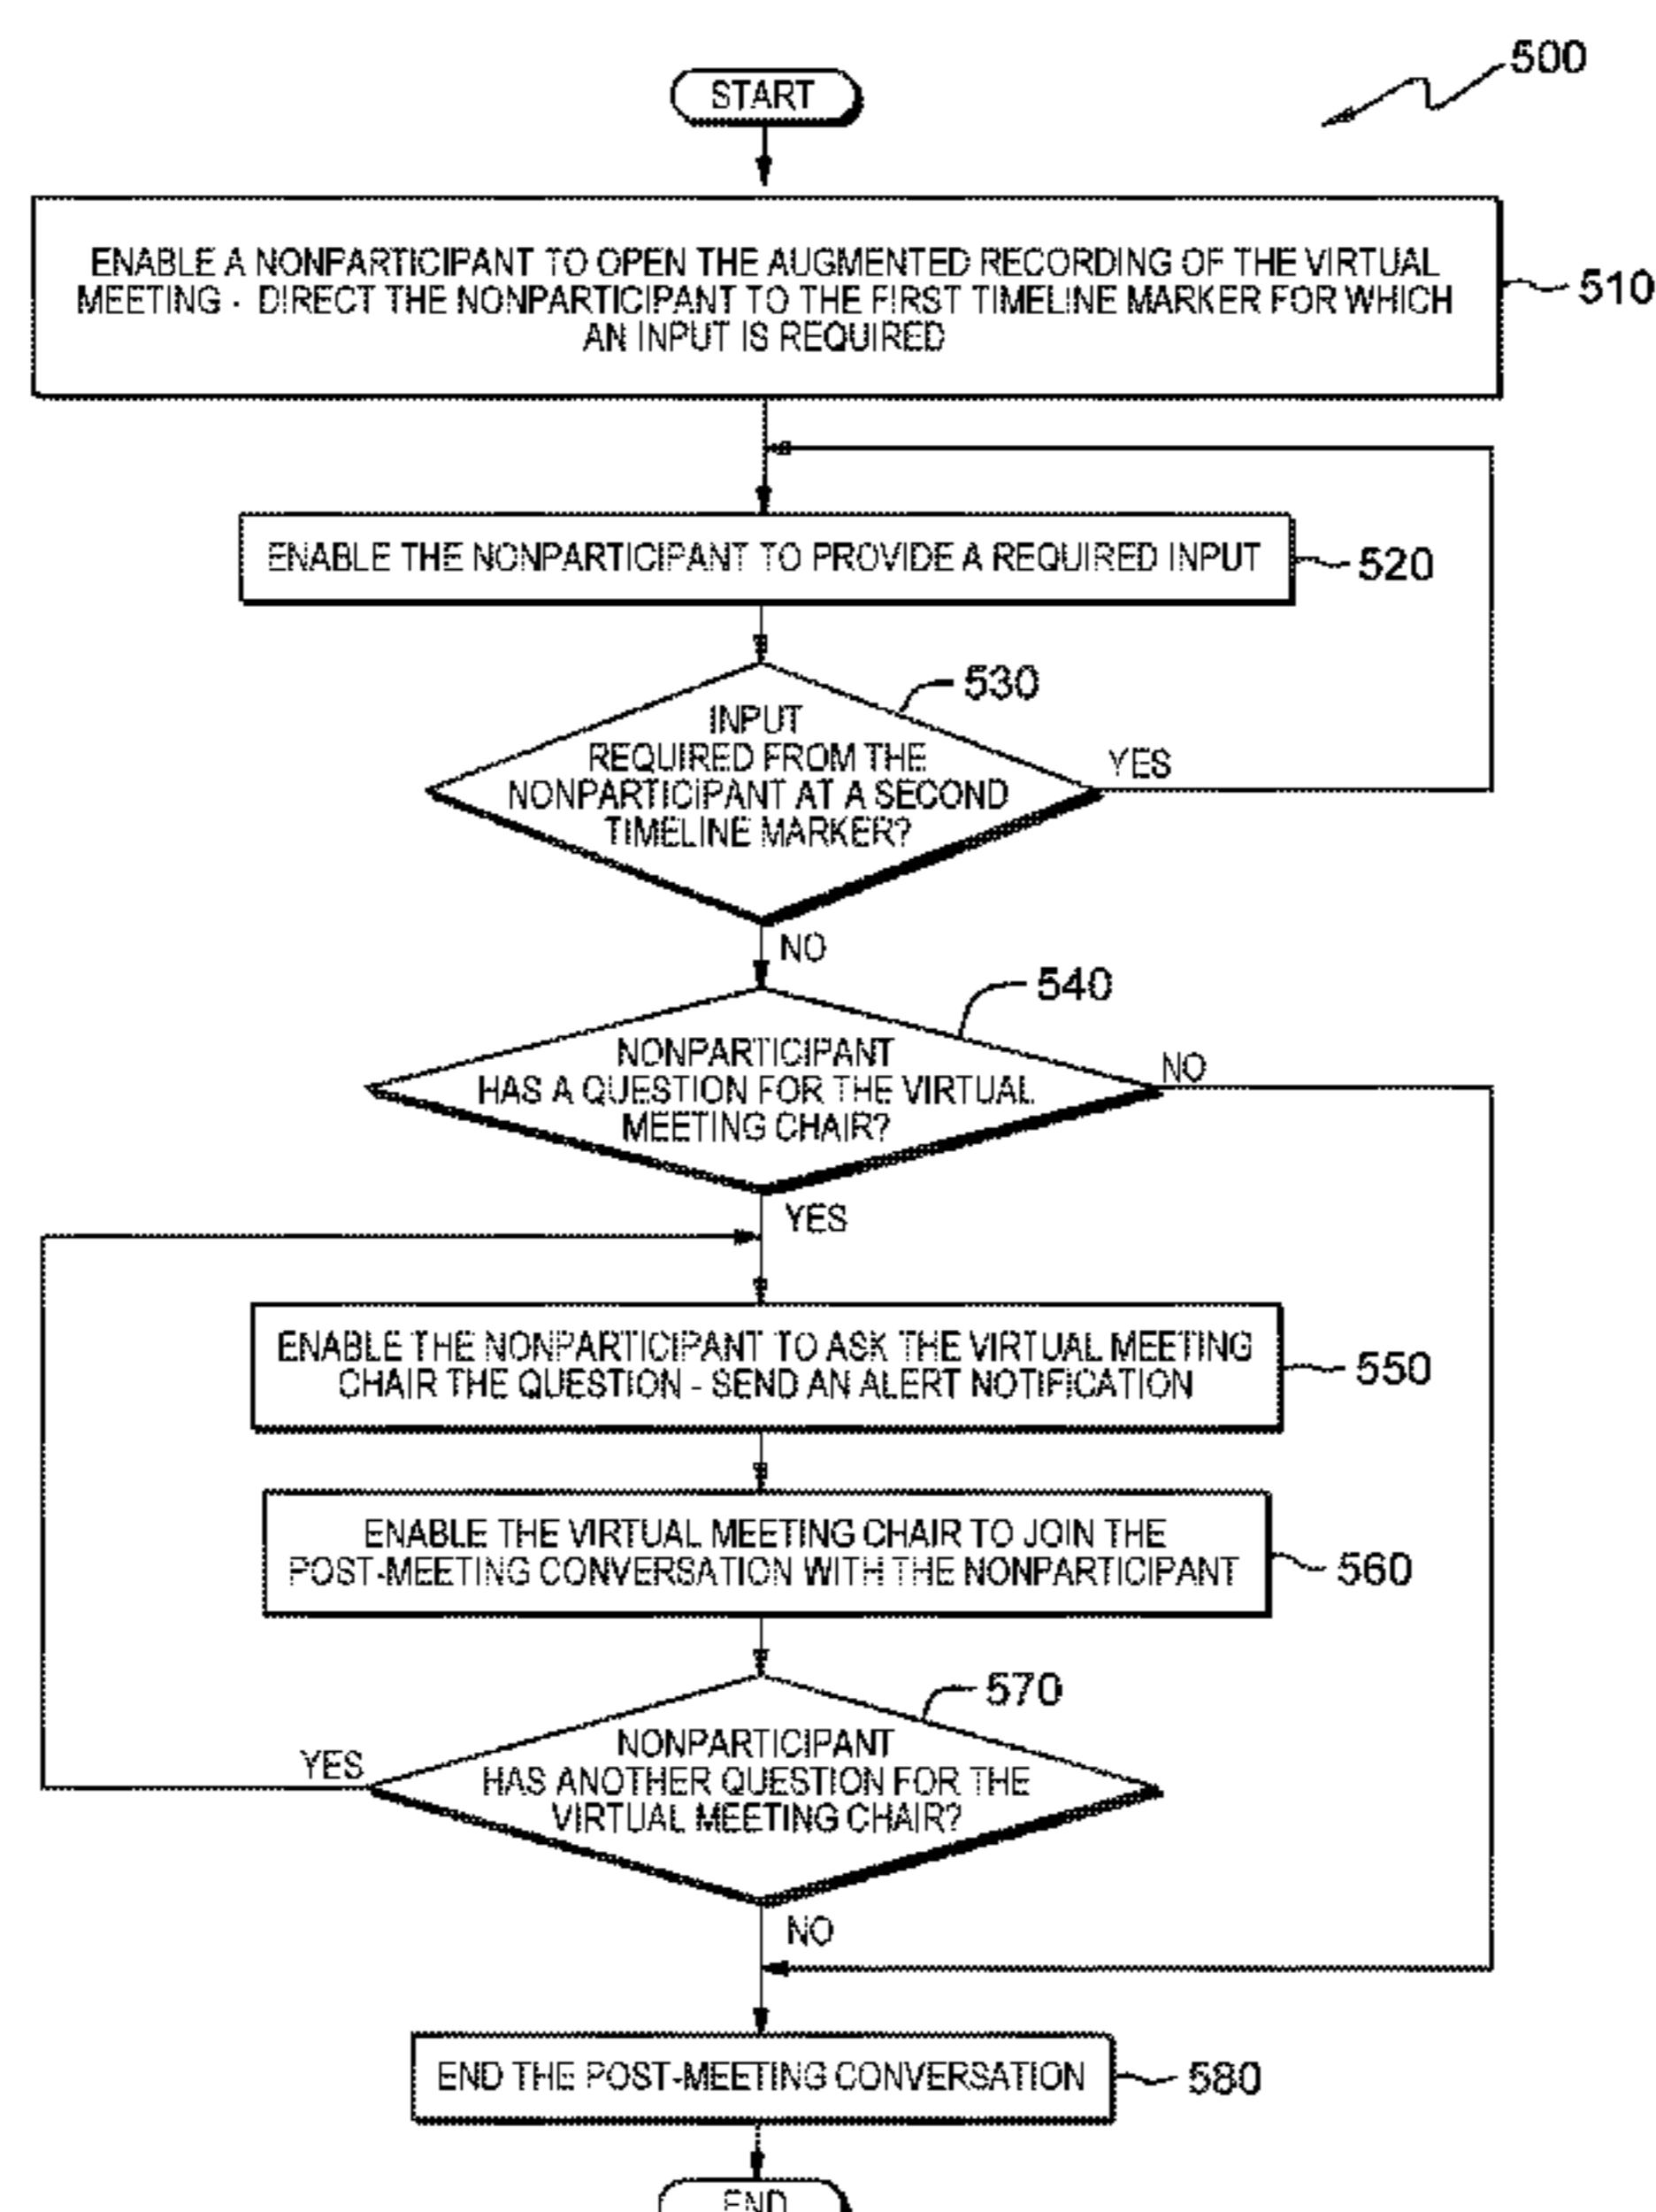 500
START
ENABLE A NONPARTICIPANT TO OPEN THE AUGMENTED RECORDING OF THE VIRTUAL
MEETING - DIRECT THE NONPARTICIPANT TO THE FIRST TIMELINE MARKER FOR WHICH
AN INPUT IS REQUIRED
510
ENABLE THE NONPARTICIPANT TO PROVIDE A REQUIRED INPUT
520
530
INPUT
REQUIRED FROM THE
NONPARTICIPANT AT A SECOND
TIMELINE MARKER?
YES
NO
540
NONPARTICIPANT
HAS A QUESTION FOR THE VIRTUAL
MEETING CHAIR?
NO
YES
ENABLE THE NONPARTICIPANT TO ASK THE VIRTUAL MEETING
CHAIR THE QUESTION - SEND AN ALERT NOTIFICATION
550
ENABLE THE VIRTUAL MEETING CHAIR TO JOIN THE
POST-MEETING CONVERSATION WITH THE NONPARTICIPANT
560
570
NONPARTICIPANT
HAS ANOTHER QUESTION FOR THE
VIRTUAL MEETING CHAIR?
YES
NO
END THE POST-MEETING CONVERSATION
580
END